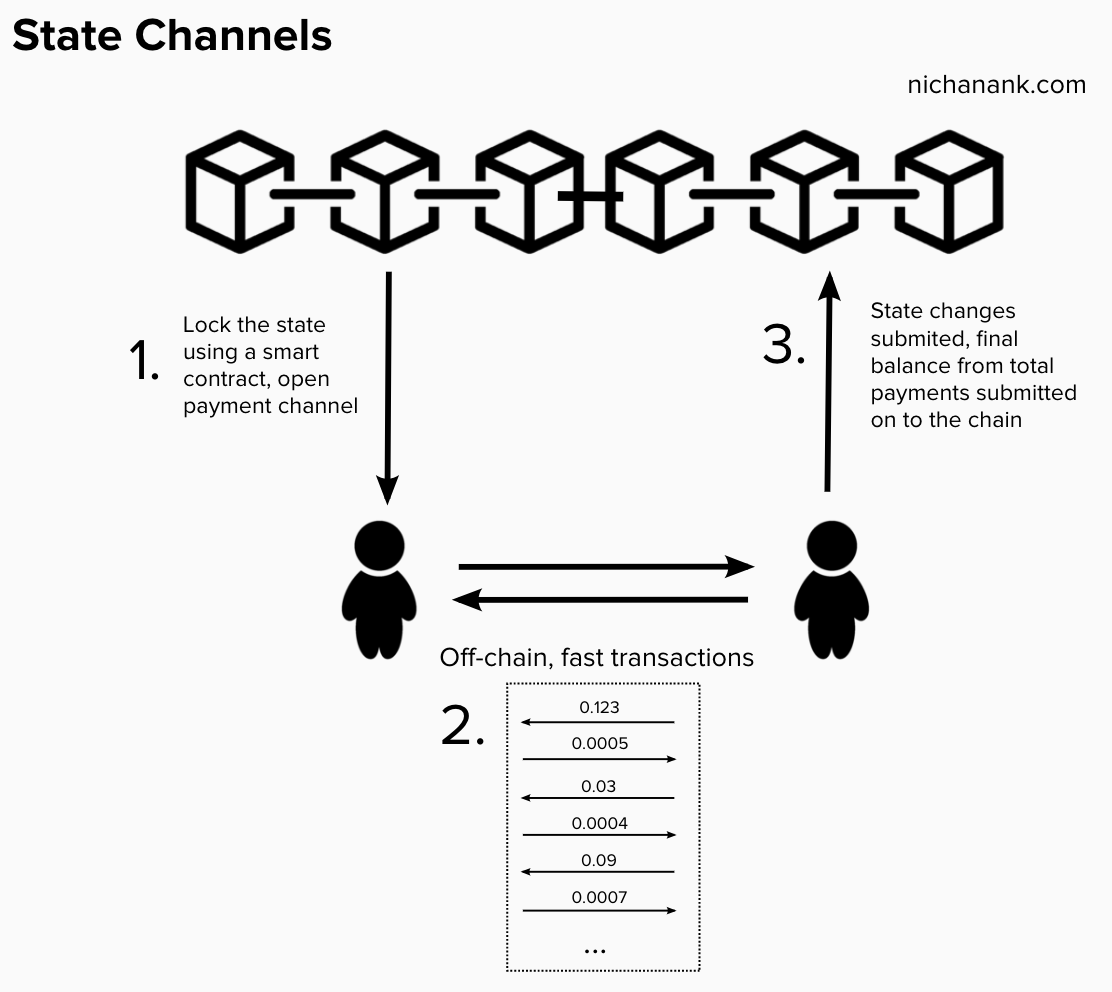 State Channels
nichanank.com
1.
Lock the state
using a smart
contract, open
payment channel
3.
State changes
submited, final
balance from total
payments submitted
on to the chain
Off-chain, fast transactions
2.
0.123
0.0005
0.03
0.0004
0.09
0.0007
...